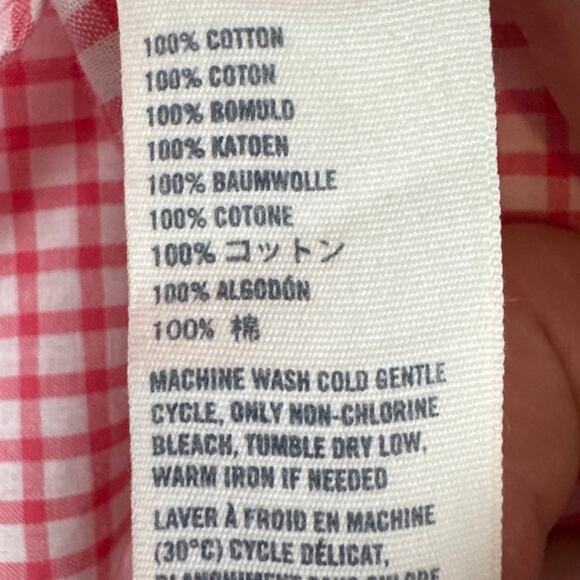 100% COTTON
100% COTON
100% BOMULD
100% KATOEN
100% BAUMWOLLE
100% COTONE
100% コットン
100% ALGODÓN
100% 棉
MACHINE WASH COLD GENTLE
CYCLE, ONLY NON-CHLORINE
BLEACH, TUMBLE DRY LOW,
WARM IRON IF NEEDED
LAVER À FROID EN MACHINE
(30°C) CYCLE DÉLICAT,